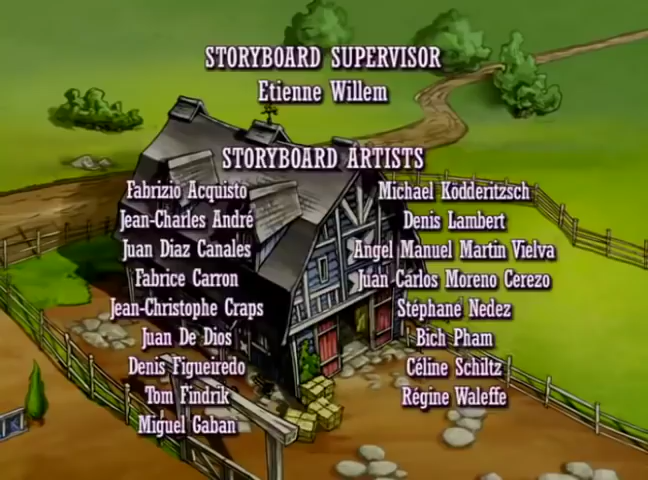 STORYBOARD SUPERVISOR
Etienne Willem
STORYBOARD ARTISTS
Fabrizio Acquisto
Jean-Charles André
Juan Diaz Canales
Fabrice Carron
Jean-Christophe Craps
Juan De Dios
Denis Figueiredo
Tom Findrik
Miguel Gaban
Michael Ködderitzsch
Denis Lambert
Angel Manuel Martin Vielva
Juan Carlos Moreno Cerezo
Stéphane Nedez
Bich Pham
Céline Schiltz
Régine Waleffe